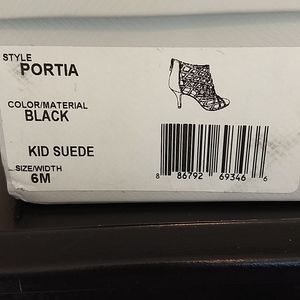 STYLE
PORTIA
COLOR/MATERIAL
BLACK
KID SUEDE
SIZE/WIDTH
6M
8 86792 69346 6